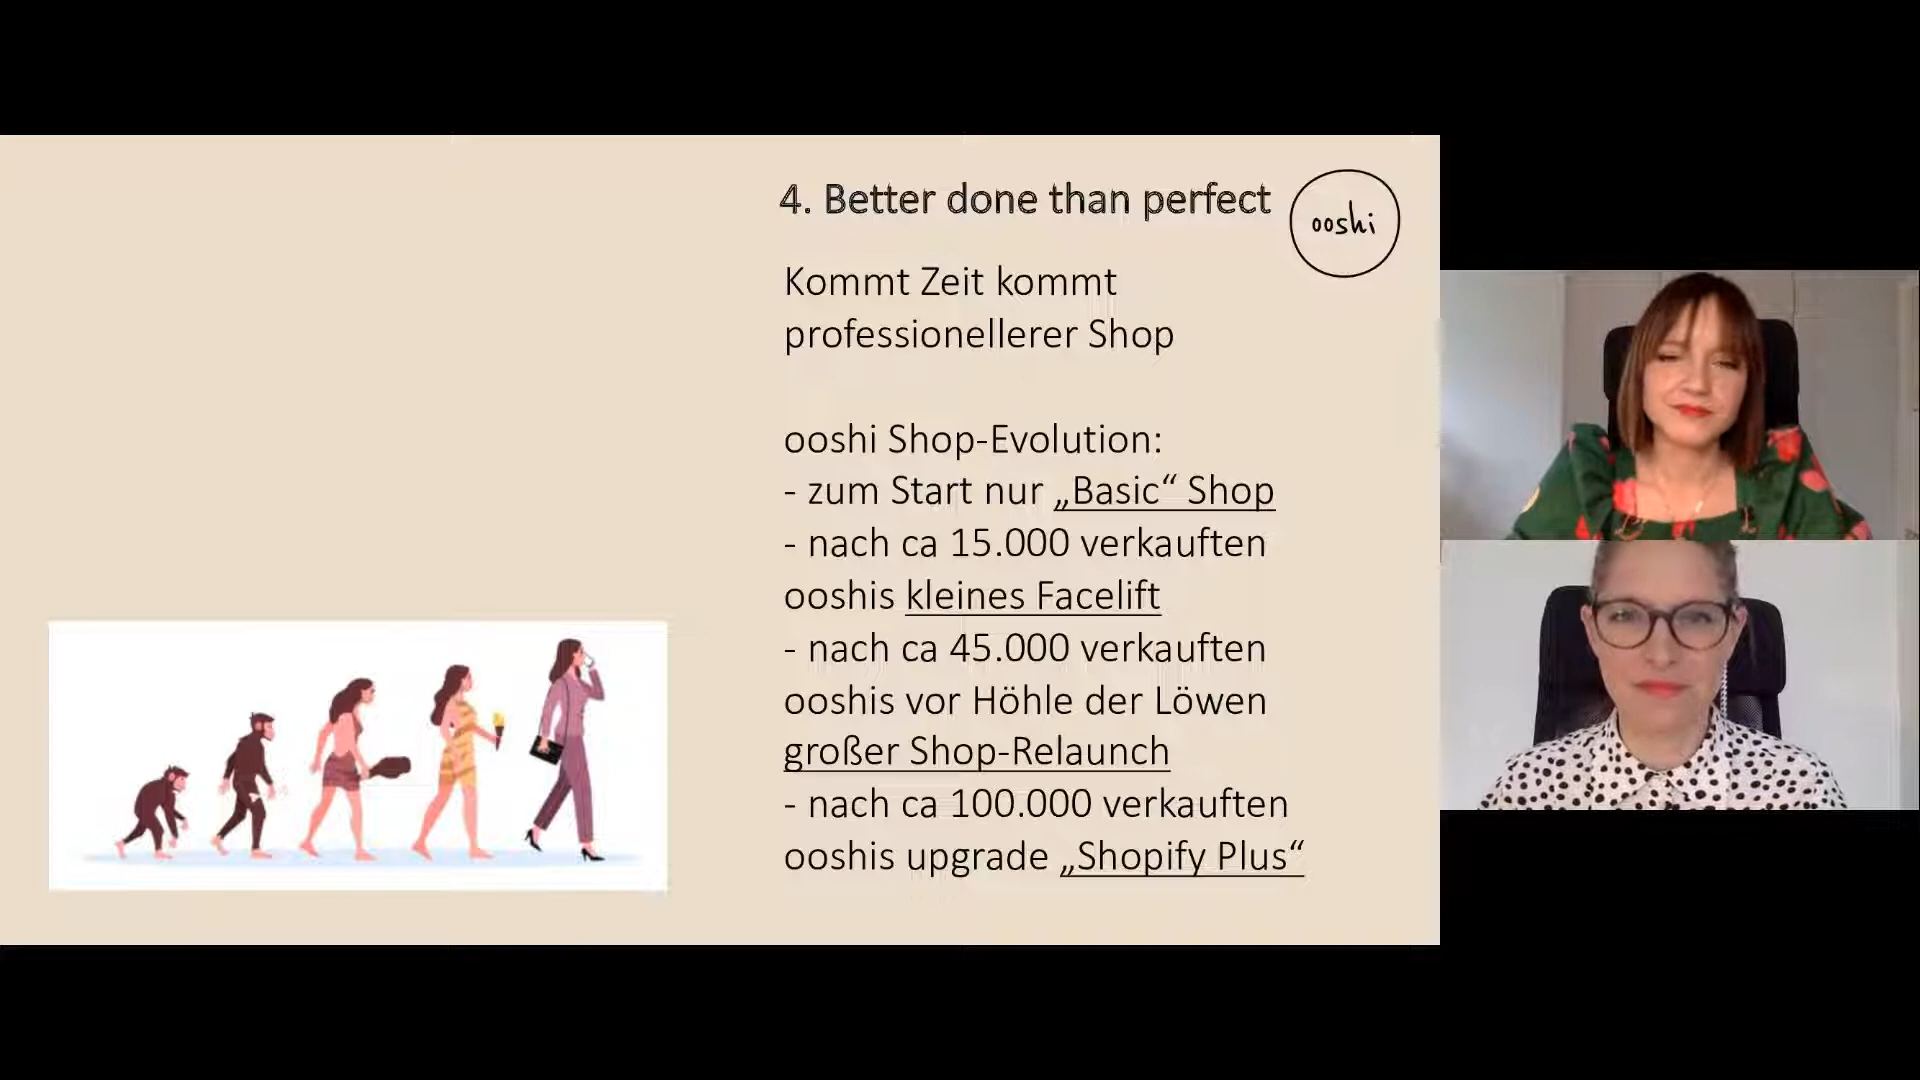 4. Better done than perfect
ooshi
Kommt Zeit kommt
professionellerer Shop
ooshi Shop-Evolution:
- zum Start nur „Basic“ Shop
- nach ca 15.000 verkauften
ooshis kleines Facelift
- nach ca 45.000 verkauften
ooshis vor Höhle der Löwen
großer Shop-Relaunch
- nach ca 100.000 verkauften
ooshis upgrade „Shopify Plus“